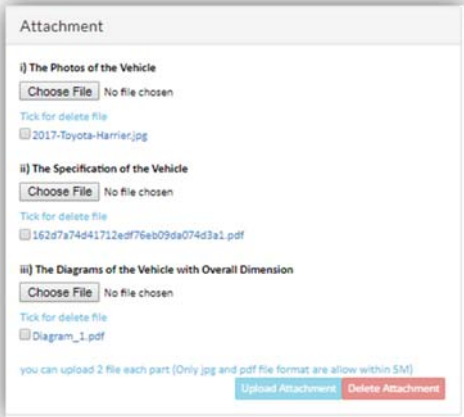 Attachment
i) The Photos of the Vehicle
Choose File No file chosen
Tick for delete file
2017-Toyota-Harrier.jpg
ii) The Specification of the Vehicle
Choose File No file chosen
Tick for delete file
162d7a74d41712edf76eb09da074d3a1.pdf
iii) The Diagrams of the Vehicle with Overall Dimension
Choose File No file chosen
Tick for delete file
Diagram_1.pdf
you can upload 2 file each part (Only jpg and pdf file format are allow within 5M)
Upload Attachment Delete Attachment